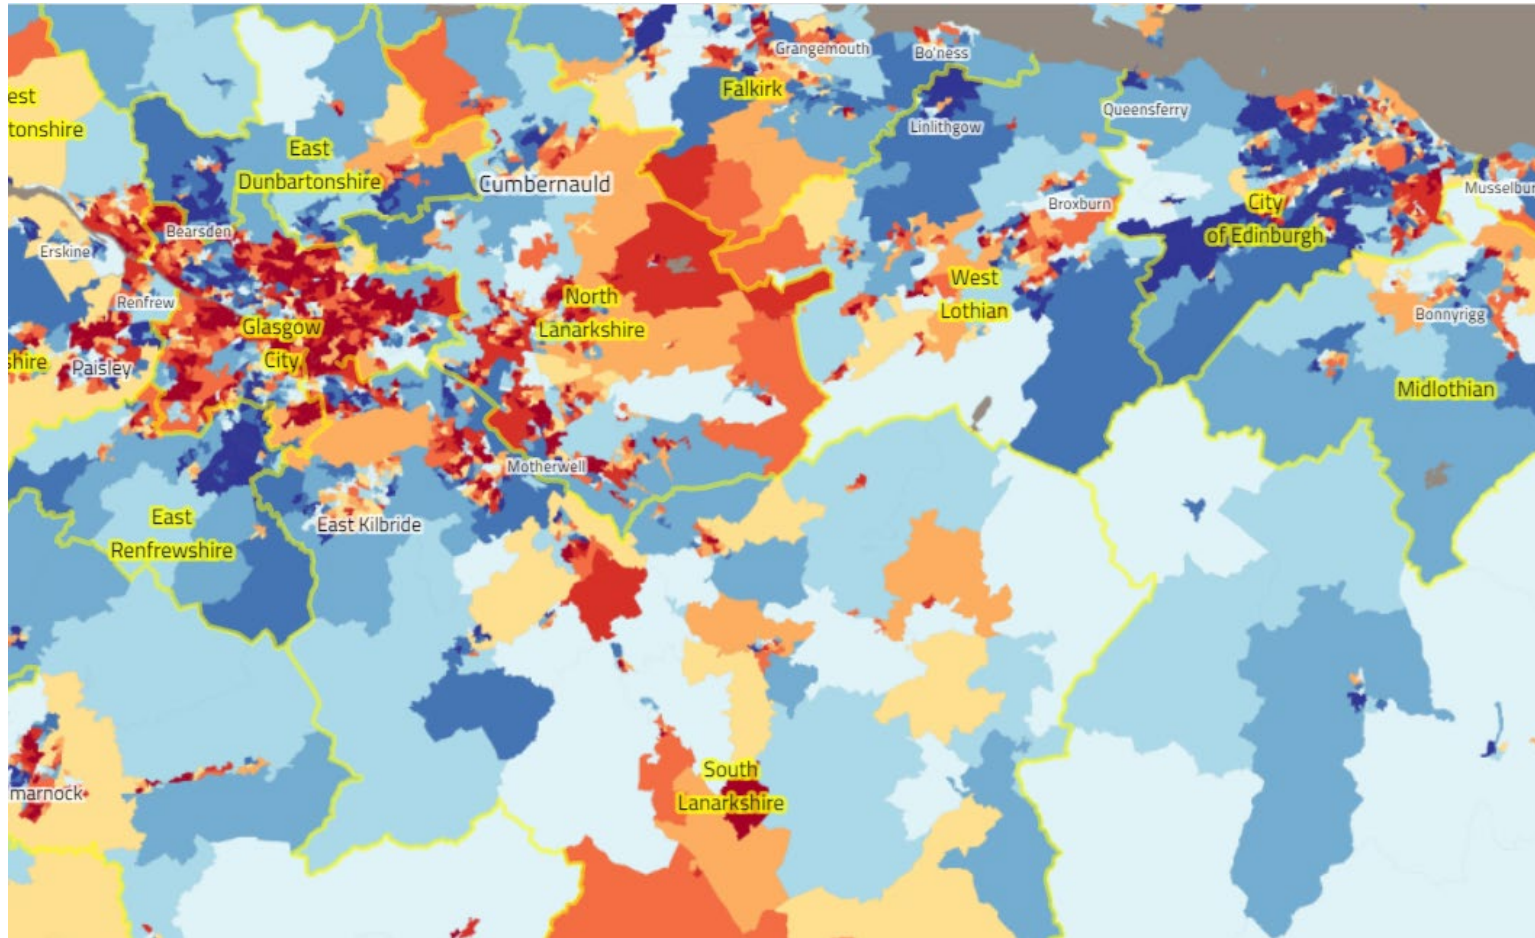 Grangemouth
Bo'ness
Falkirk
est
tonshire
Queensferry
Linlithgow
East
Dunbartonshire
Cumbernauld
Musselbur
Broxburn
City
of Edinburgh
Bearsden
Erskine
West
Lothian
Renfrew
North
Lanarkshire
Glasgow
City
Bonnyrigg
shire
Paisley
Midlothian
Motherwell
East
Renfrewshire
East Kilbride
South
Lanarkshire
marnock